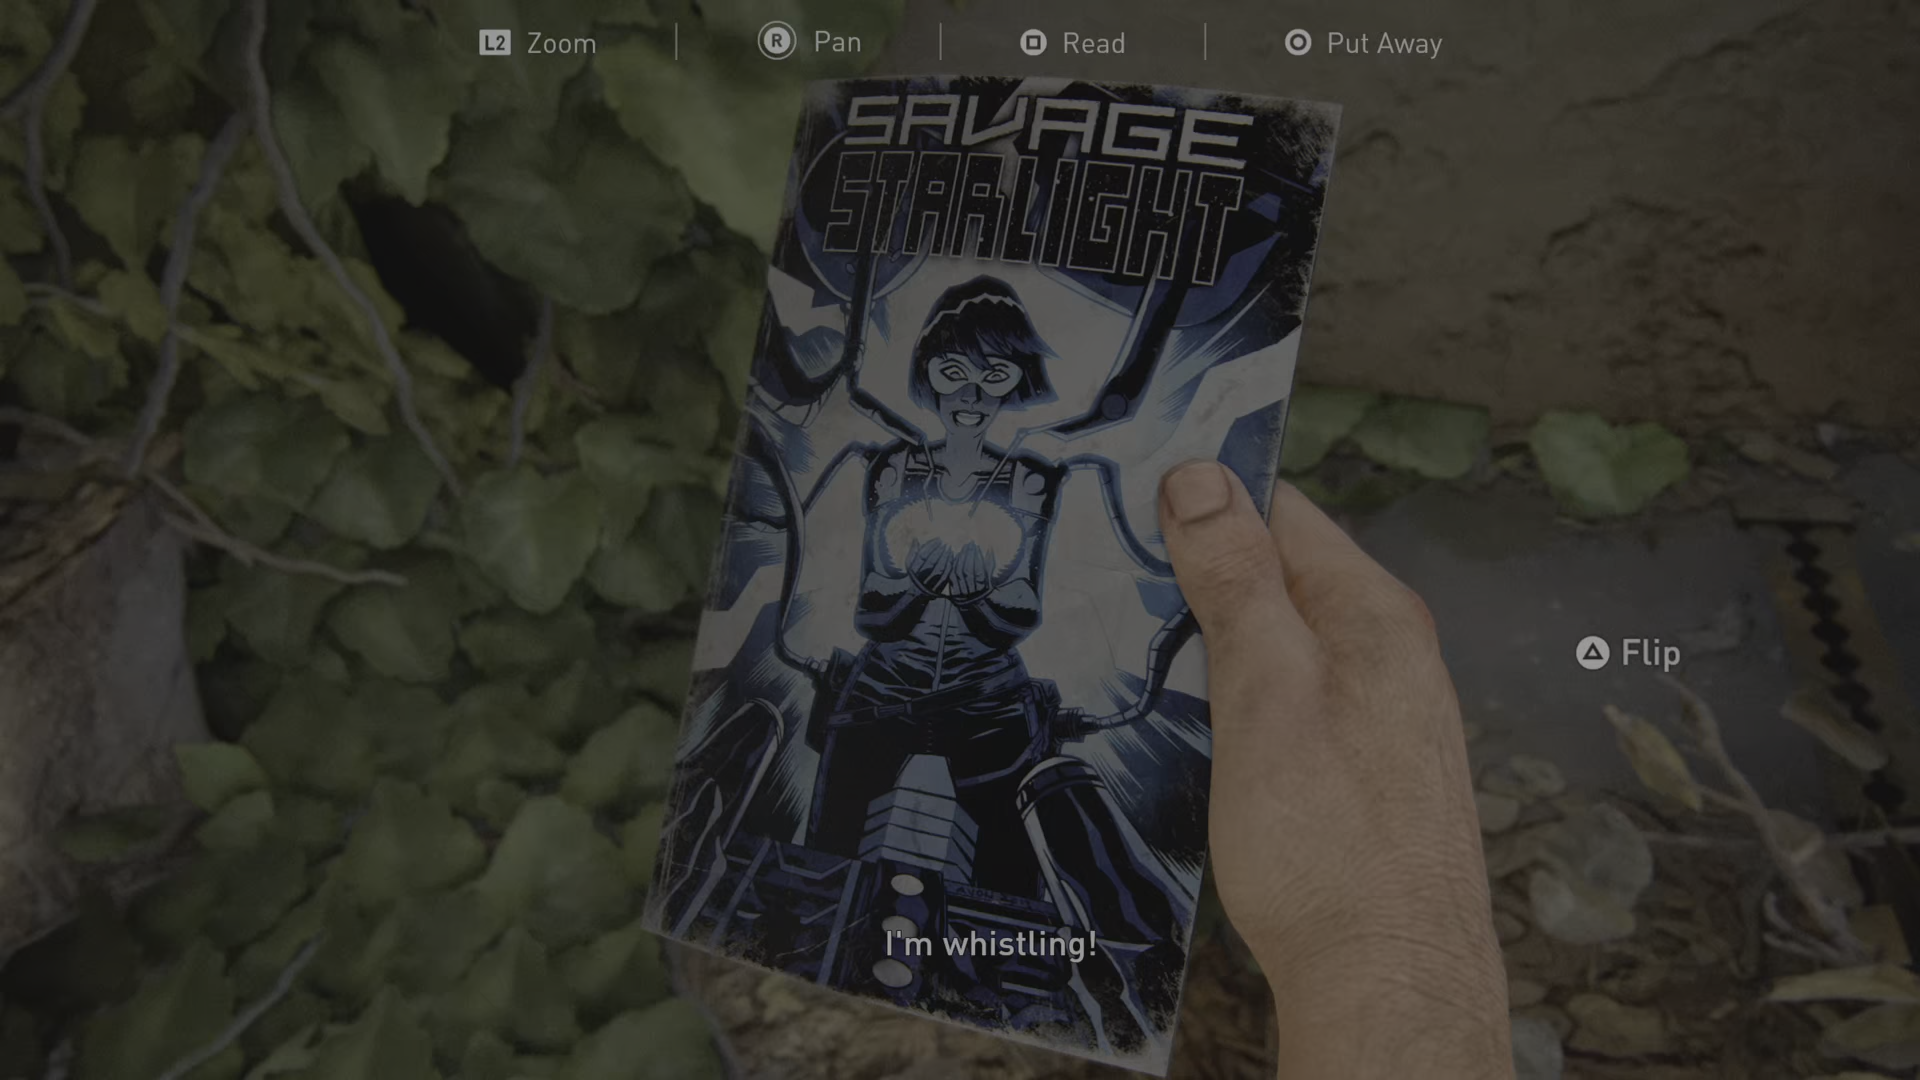 L2 Zoom
R Pan
Read
Put Away
SAVAGE
STARLIGHT
Flip
I'm whistling!